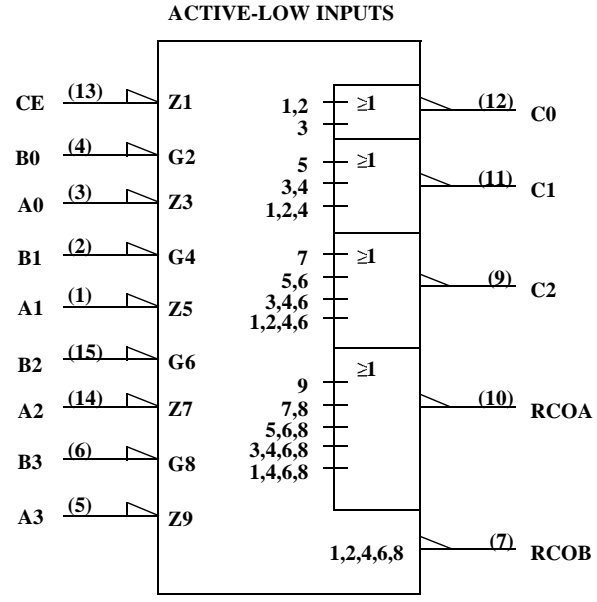 ACTIVE-LOW INPUTS
CE (13) Z1
B0 (4) G2
A0 (3) Z3
B1 (2) G4
A1 (1) Z5
B2 (15) G6
A2 (14) Z7
B3 (6) G8
A3 (5) Z9
1,2 ≥1
3
(12) C0
5 ≥1
3,4
1,2,4
(11) C1
7 ≥1
5,6
3,4,6
1,2,4,6
(9) C2
9 ≥1
7,8
5,6,8
3,4,6,8
1,4,6,8
(10) RCOA
1,2,4,6,8 (7) RCOB